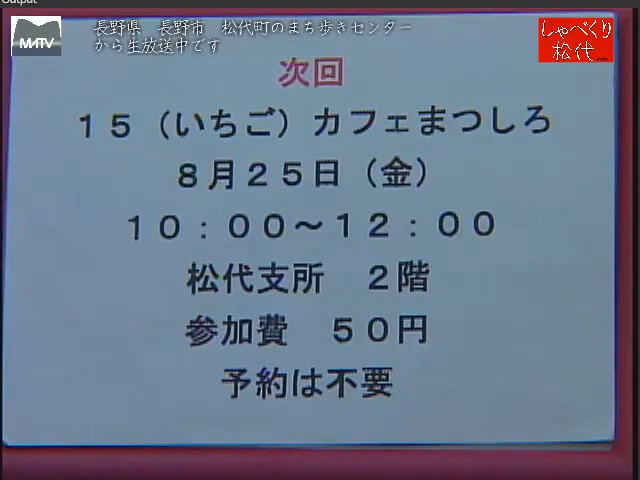 Output
MATV
長野県 長野市 松代町のまち歩きセンター
から生放送中です
しゃべくり
松代
次回
15（いちご）カフェまつしろ
8月25日（金）
10：00～12：00
松代支所 2階
参加費 50円
予約は不要